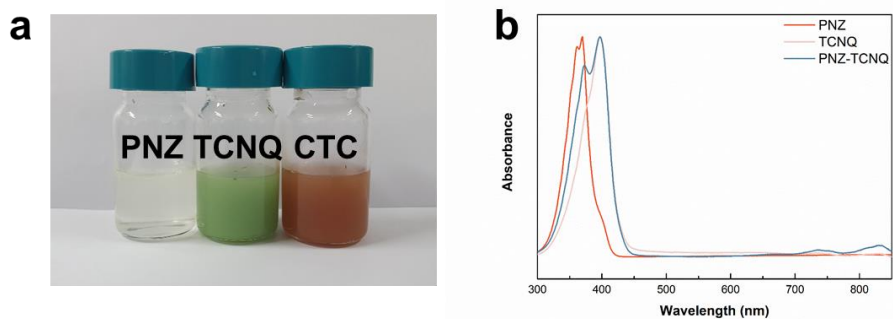 a
PNZ TCNQ CTC
b
PNZ
TCNQ
PNZ-TCNQ
Absorbance
300 400 500 600 700 800
Wavelength (nm)